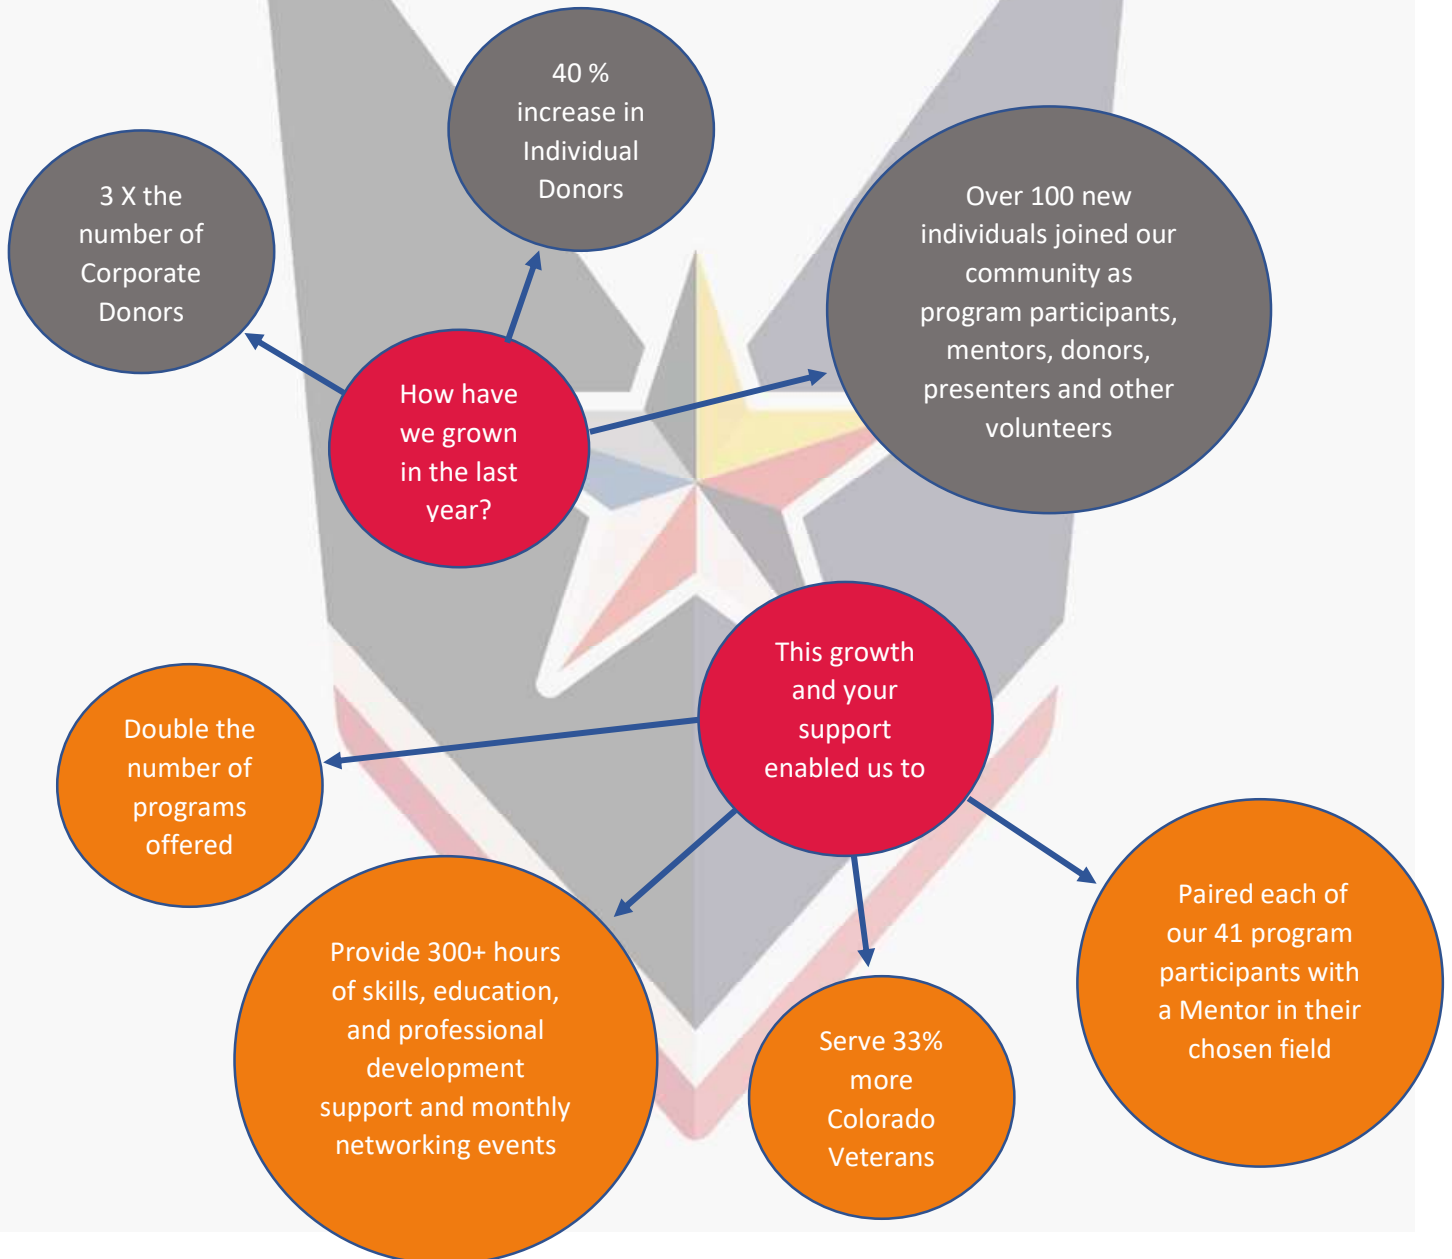 40 %
increase in
Individual
Donors
3 X the
number of
Corporate
Donors
Over 100 new
individuals joined our
community as
program participants,
mentors, donors,
presenters and other
volunteers
How have
we grown
in the last
year?
This growth
and your
support
enabled us to
Double the
number of
programs
offered
Provide 300+ hours
of skills, education,
and professional
development
support and monthly
networking events
Serve 33%
more
Colorado
Veterans
Paired each of
our 41 program
participants with
a Mentor in their
chosen field